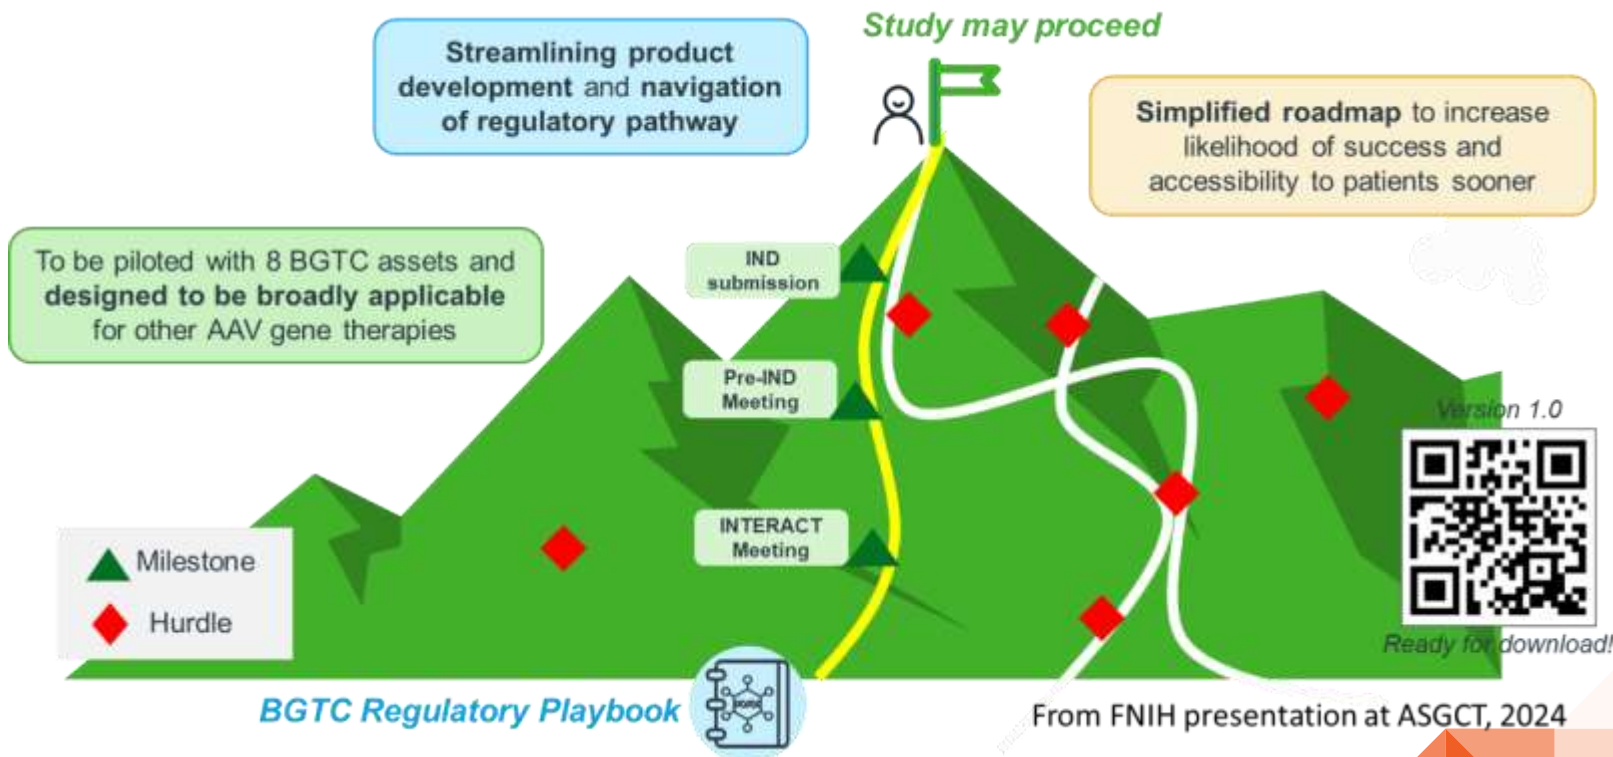 Study may proceed
Streamlining product
development and navigation
of regulatory pathway
Simplified roadmap to increase
likelihood of success and
accessibility to patients sooner
To be piloted with 8 BGTC assets and
designed to be broadly applicable
for other AAV gene therapies
IND
submission
Pre-IND
Meeting
INTERACT
Meeting
Milestone
Hurdle
Version 1.0
Ready for download!
BGTC Regulatory Playbook
From FNIH presentation at ASGCT, 2024